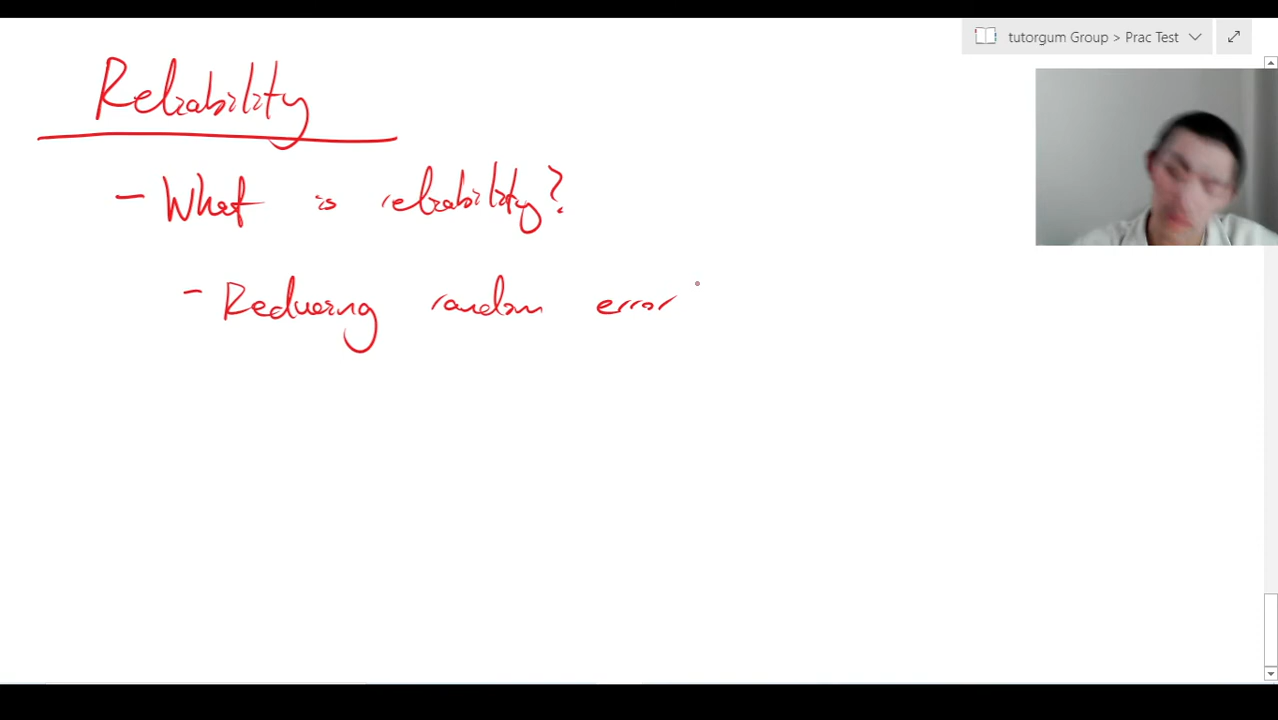 tutorgum Group > Prac Test
Reliability
- What is reliability?
- Reducing random error